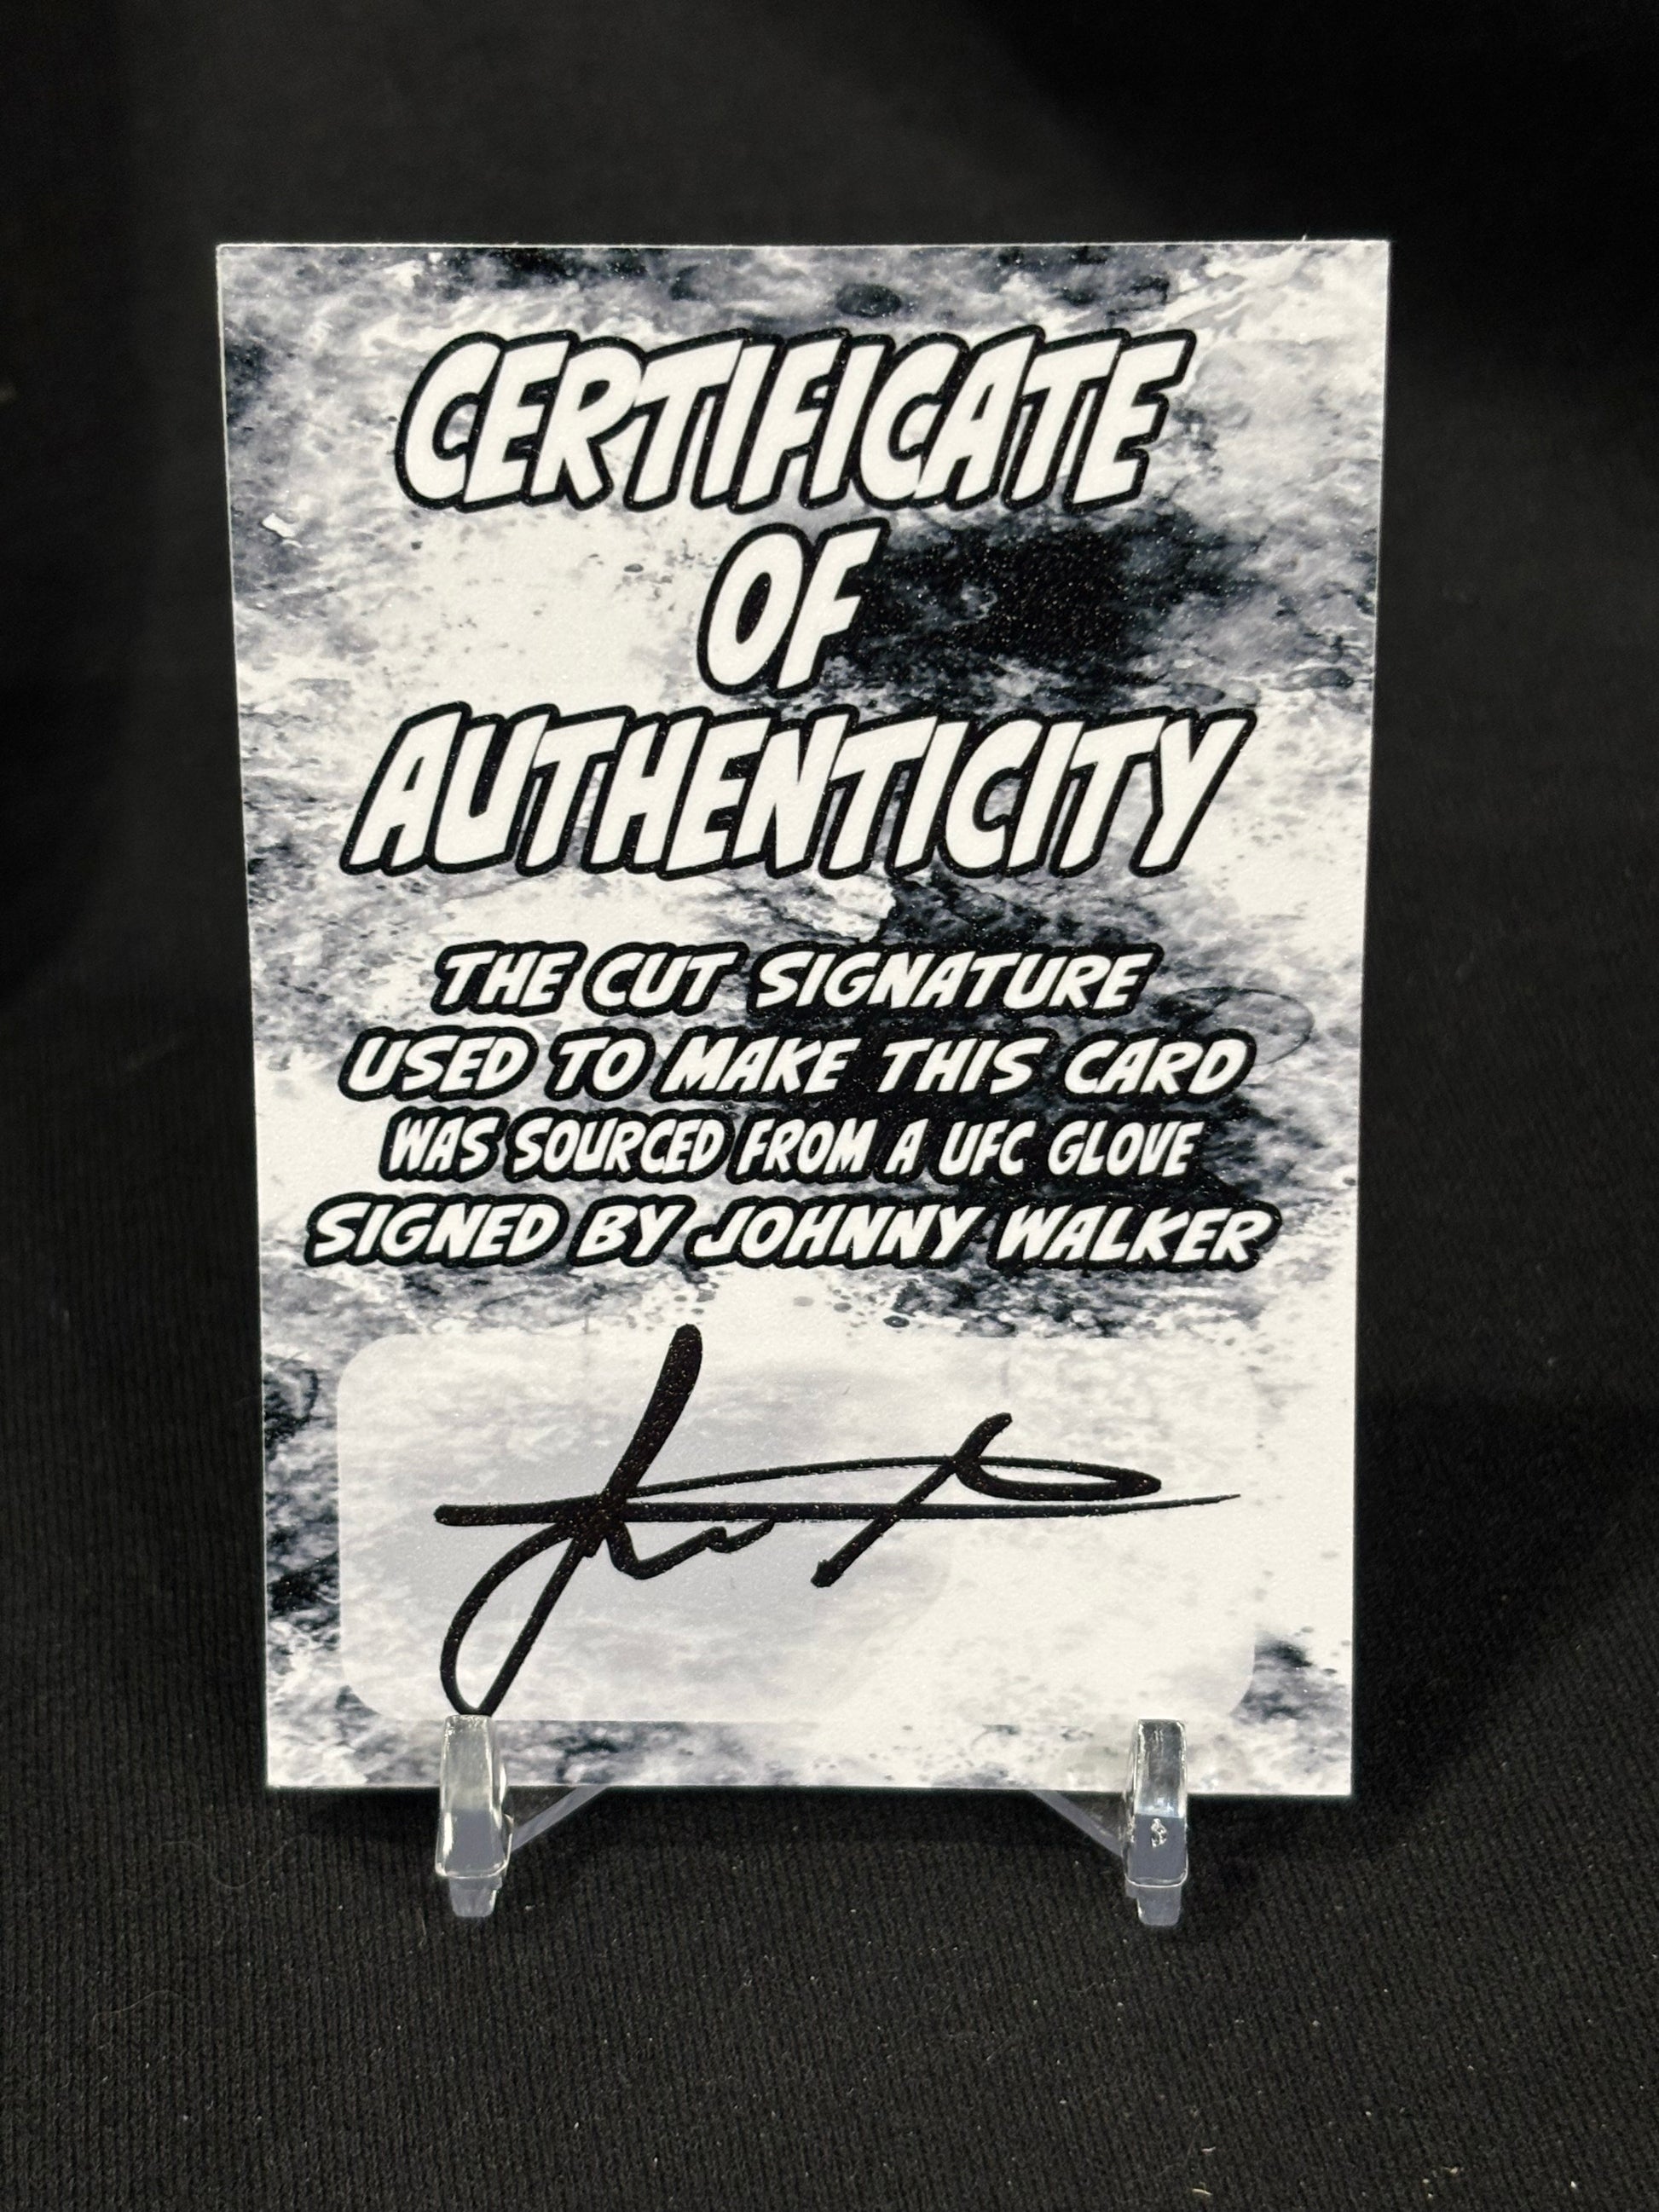 CERTIFICATE
OF
AUTHENTICITY
THE CUT SIGNATURE
USED TO MAKE THIS CARD
WAS SOURCED FROM A UFC GLOVE
SIGNED BY JOHNNY WALKER